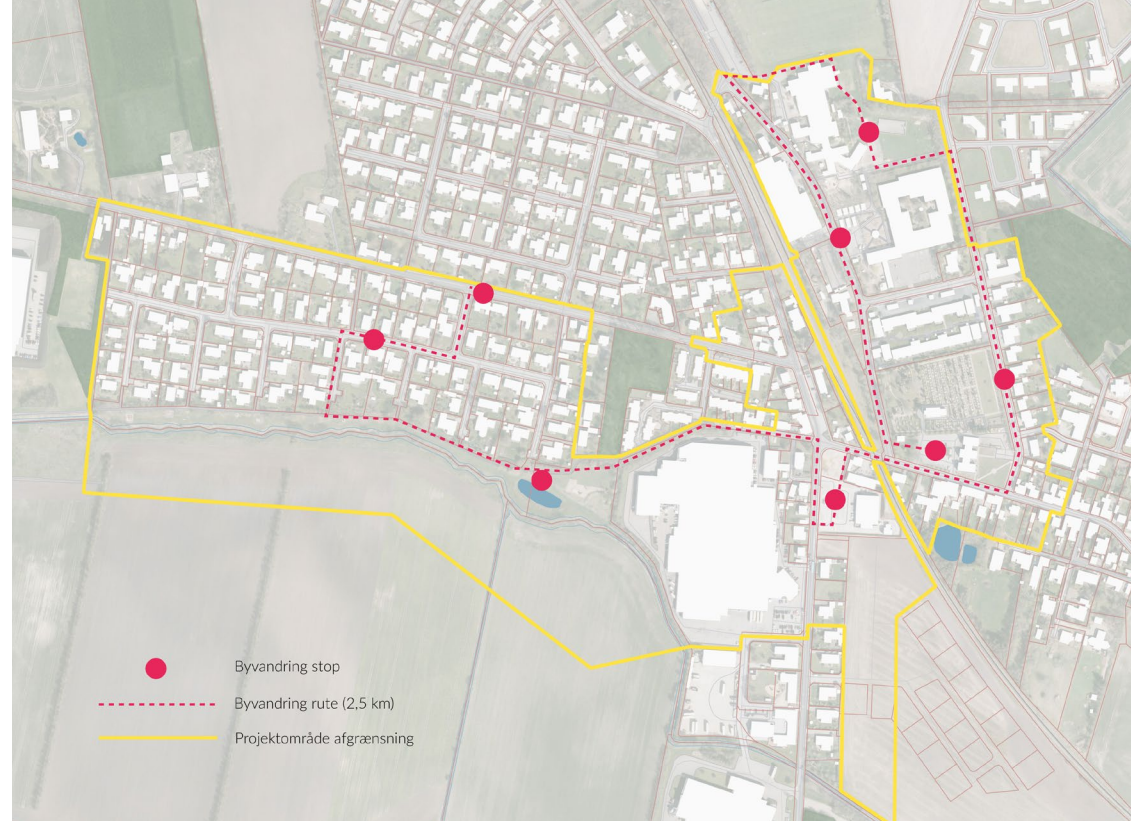 Byvandring stop
Byvandring rute (2,5 km)
Projektområde afgrænsning